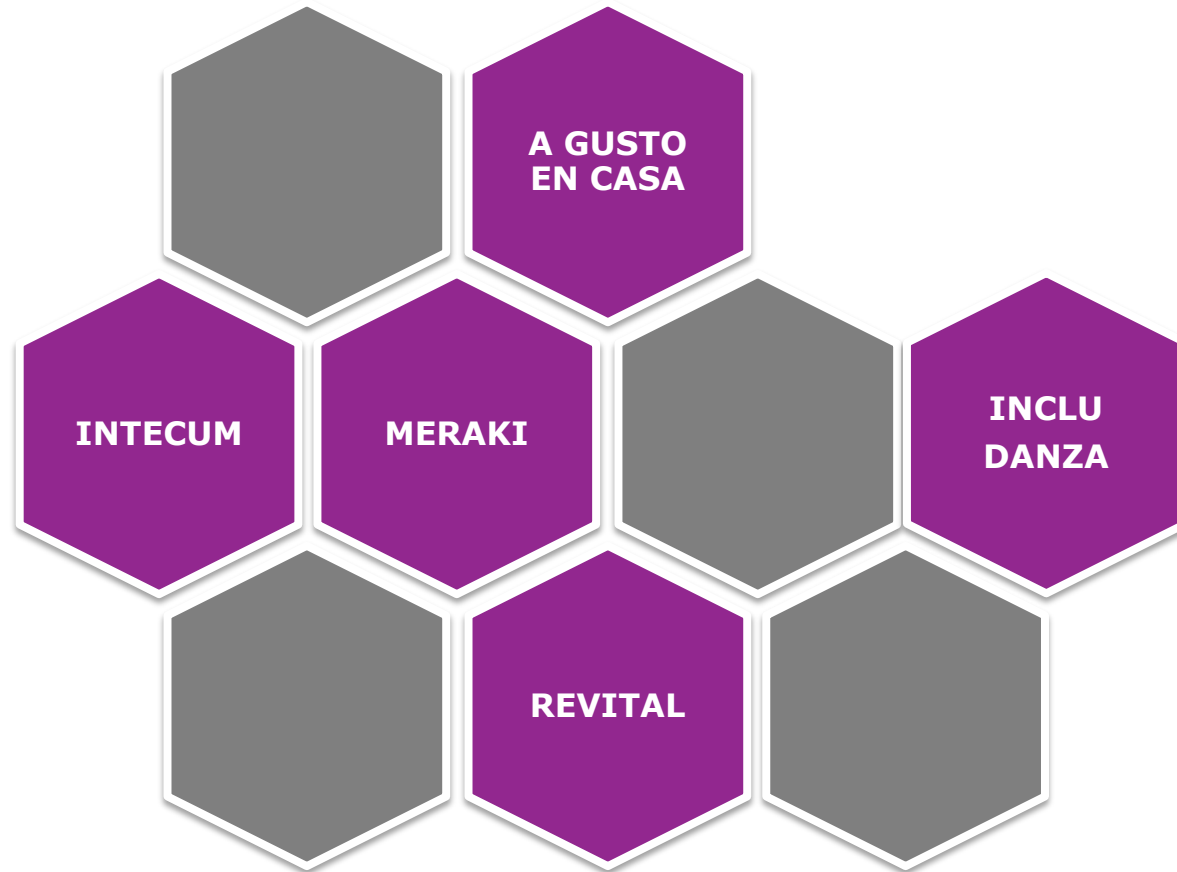 A GUSTO
EN CASA
INTECUM
MERAKI
INCLU
DANZA
REVITAL